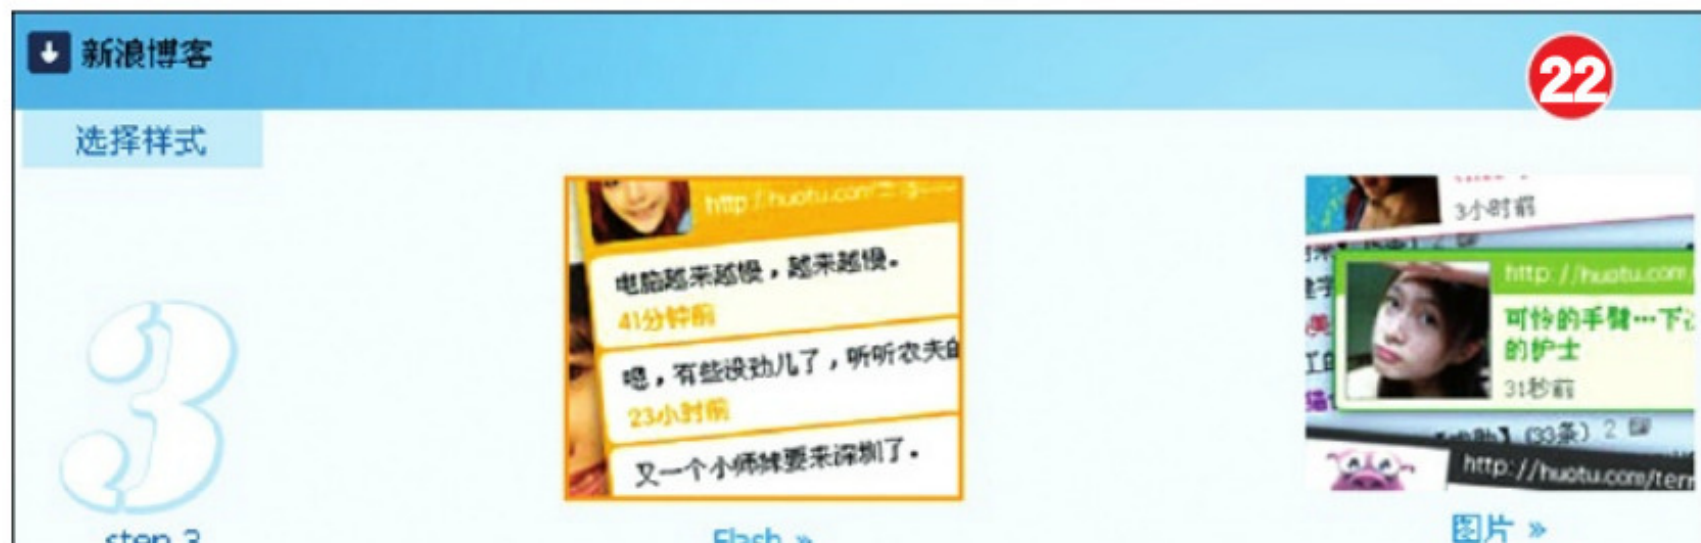 新浪博客
22
选择样式
http://huotu.com
电脑越来越慢，越来越慢。
41分钟前
嗯，有些没劲儿了，听听农夫的
23小时前
又一个小师妹要来深圳了。
3小时前
http://huotu.com
可怜的手臂…下
的护士
31秒前
(33条) 2
http://huotu.com/terr
3
step 3
Flash »
图片 »